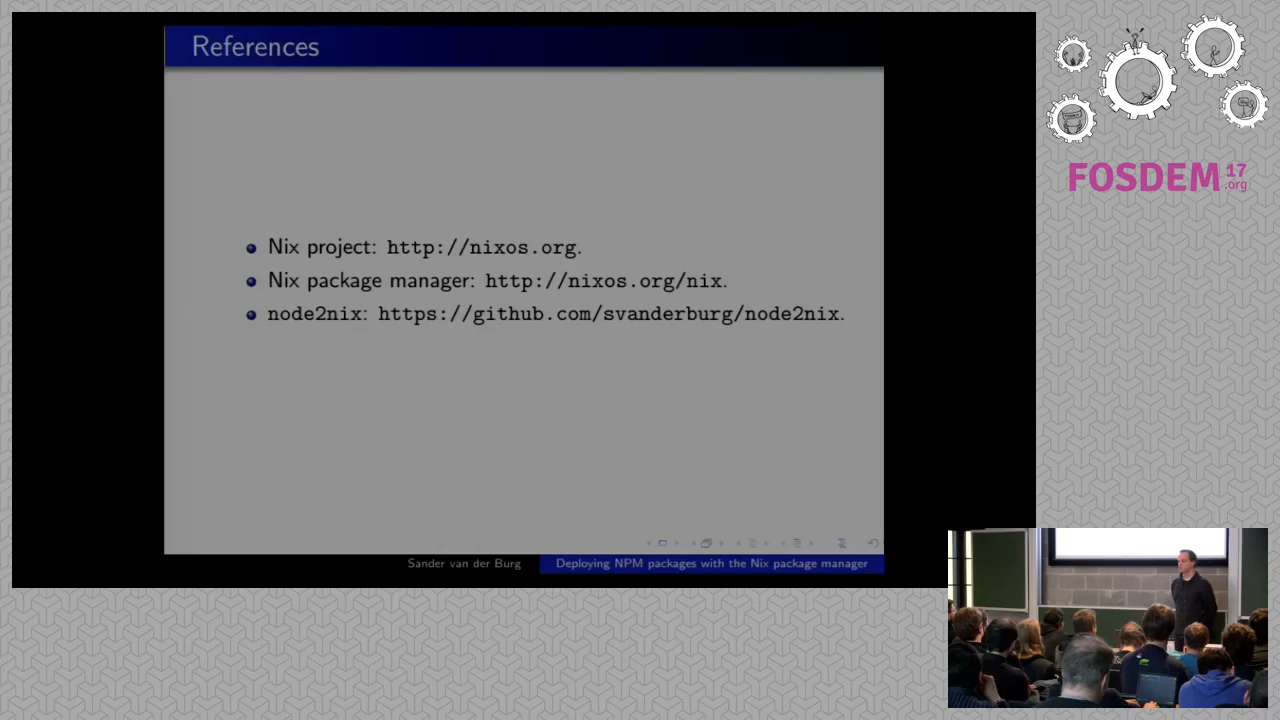 References
FOSDEM 17
.org
Nix project: http://nixos.org.
Nix package manager: http://nixos.org/nix.
node2nix: https://github.com/svanderburg/node2nix.
Sander van der Burg
Deploying NPM packages with the Nix package manager